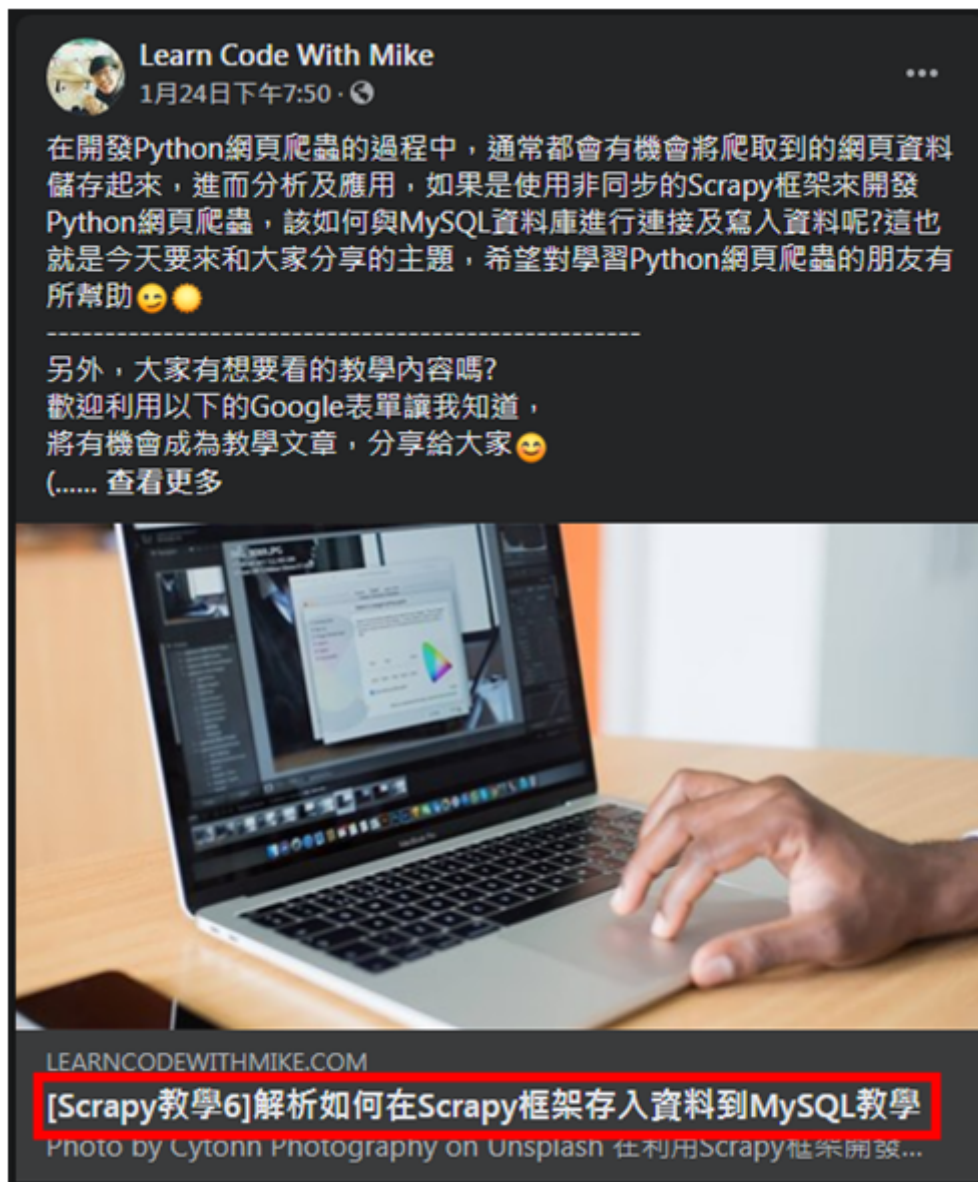 Learn Code With Mike
1月24日下午7:50 ·
在開發Python網頁爬蟲的過程中，通常都會有機會將爬取到的網頁資料
儲存起來，進而分析及應用，如果是使用非同步的Scrapy框架來開發
Python網頁爬蟲，該如何與MySQL資料庫進行連接及寫入資料呢?這也
就是今天要來和大家分享的主題，希望對學習Python網頁爬蟲的朋友有
所幫助😉☀
---------------------------------------------------
另外，大家有想要看的教學內容嗎?
歡迎利用以下的Google表單讓我知道，
將有機會成為教學文章，分享給大家😊
(...... 查看更多
LEARNCODEWITHMIKE.COM
[Scrapy教學6]解析如何在Scrapy框架存入資料到MySQL教學
Photo by Cytonn Photography on Unsplash 在利用Scrapy框架開發...